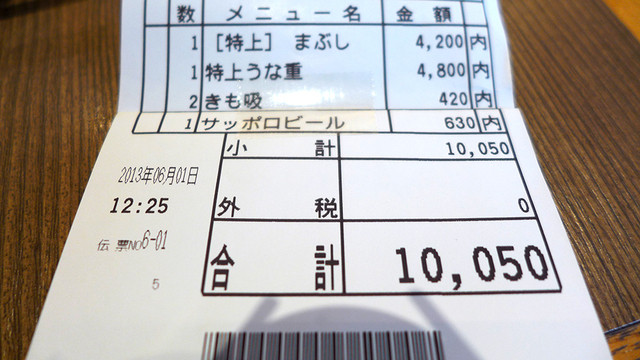 数 メニュー名 金額
1 [特上] まぶし 4,200 内
1 特上うな重 4,800 内
2 きも吸 420 内
1 サッポロビール 630 内
小計 10,050
2013年06月01日
12:25 外税 0
伝票No6-01
合計 10,050
5